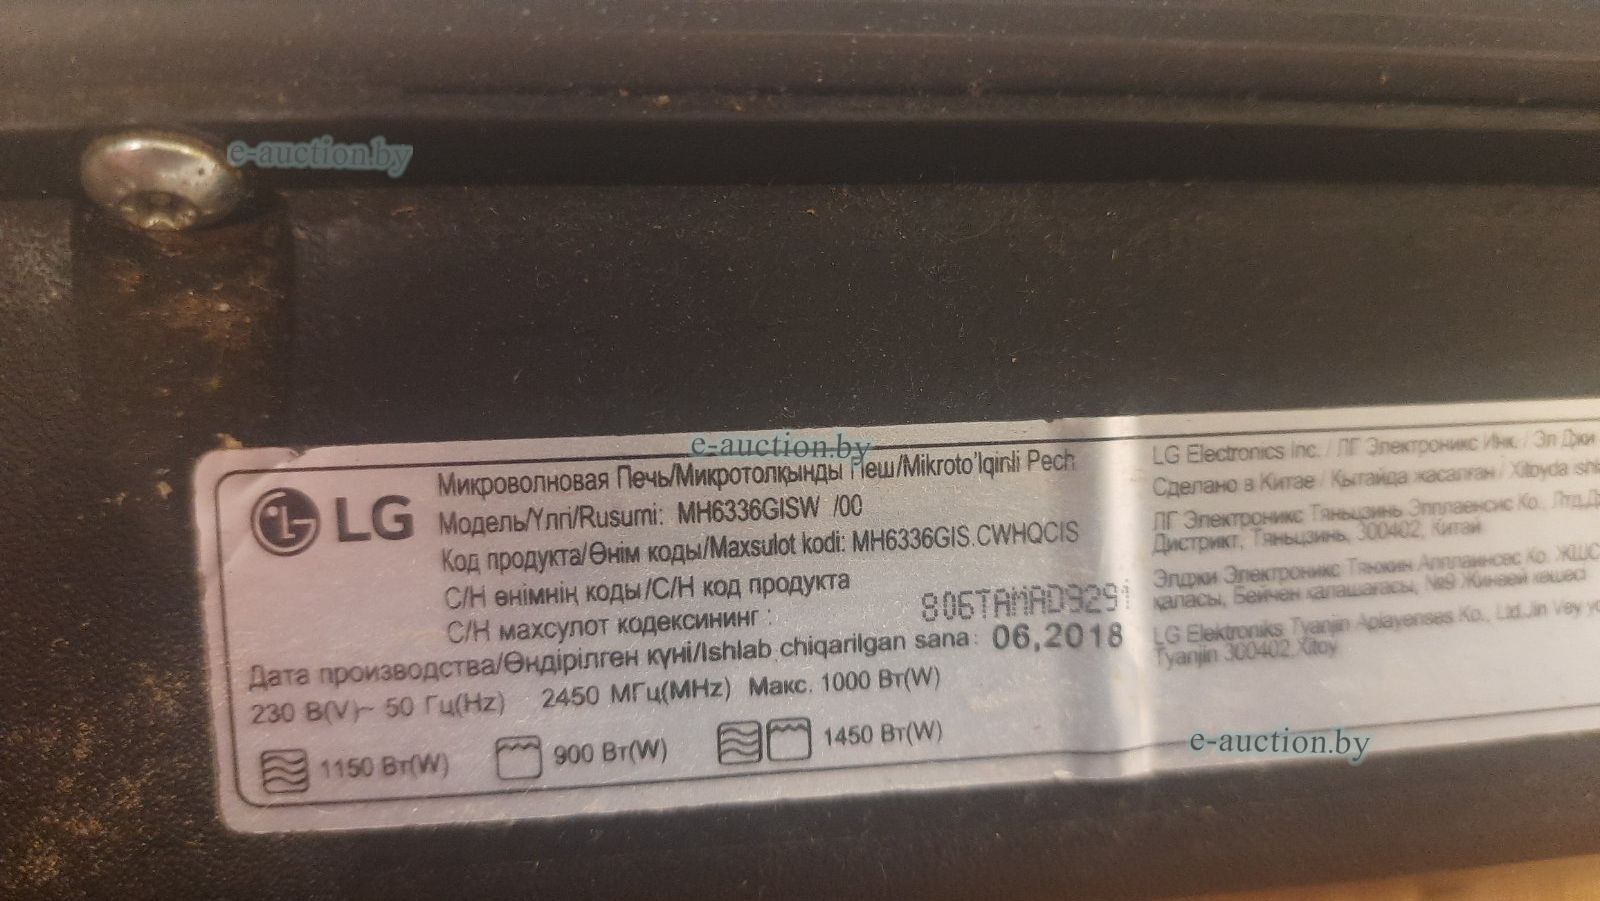 e-auction.by
e-auction.by
LG
Микроволновая Печь/Микротолқынды Пеш/Mikroto'lqinli Pech
Модель/Үлгі/Rusumi: MH6336GISW /00
Код продукта/Өнім коды/Maxsulot kodi: MH6336GIS.CWHQCIS
С/Н өнімнің коды/С/Н код продукта
С/Н махсулот кодексининг :
806TAMAD9291
Дата производства/Өндірілген күні/Ishlab chiqarilgan sana: 06,2018
230 В(V)~ 50 Гц(Hz) 2450 МГц(MHz) Макс. 1000 Вт(W)
1150 Вт(W) 900 Вт(W) 1450 Вт(W)
LG Electronics Inc. / ЛГ Электроникс Инк. / Эл Джи
Сделано в Китае / Қытайда жасалған / Xitoyda
ЛГ Электроникс Тяньцзинь Эпплаенсис Ко., Лтд.
Дистрикт, Тяньцзинь, 300402, Китай
Элджи Электроникс Тянжин Апплаинсес Ко. ЖШС
қаласы, Бейчен қалашағасы, №9 Жинвей көшесі
LG Elektroniks Tyanjin Aplayenses Ko., Ltd.Jin Vey
Tyanjin 300402,Xitoy
e-auction.by